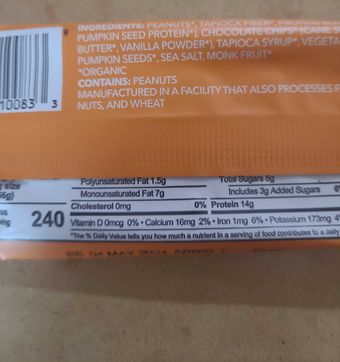 INGREDIENTS: PEANUTS*, TAPIOCA FIBER*, PROTEIN
PUMPKIN SEED PROTEIN*), CHOCOLATE CHIPS* (CANE
BUTTER*, VANILLA POWDER*), TAPIOCA SYRUP*,
PUMPKIN SEEDS*, SEA SALT, MONK FRUIT*
*ORGANIC
CONTAINS: PEANUTS
MANUFACTURED IN A FACILITY THAT ALSO PROCESSES
NUTS, AND WHEAT
10083 3
Polyunsaturated Fat 1.5g
Total Sugars 5g
size
Monounsaturated Fat 7g
Includes 3g Added Sugars
Cholesterol 0mg 0%
Protein 14g
240
Vitamin D 0mcg 0% • Calcium 16mg 2% • Iron 1mg 6% • Potassium 173mg
*The % Daily Value tells you how much a nutrient in a serving of food contributes to a daily